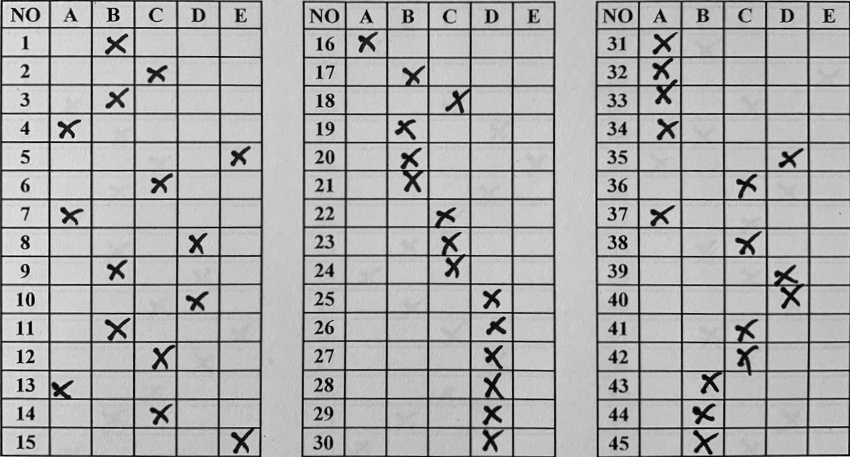 NO A B C D E NO A B C D E NO A B C D E
1 X 16 X 31 X
2 X 17 X 32 X
3 X 18 X 33 X
4 X 19 X 34 X
5 X 20 X 35 X
6 X 21 X 36 X
7 X 22 X 37 X
8 X 23 X 38 X
9 X 24 X 39 X
10 X 25 X 40 X
11 X 26 X 41 X
12 X 27 X 42 X
13 X 28 X 43 X
14 X 29 X 44 X
15 X 30 X 45 X